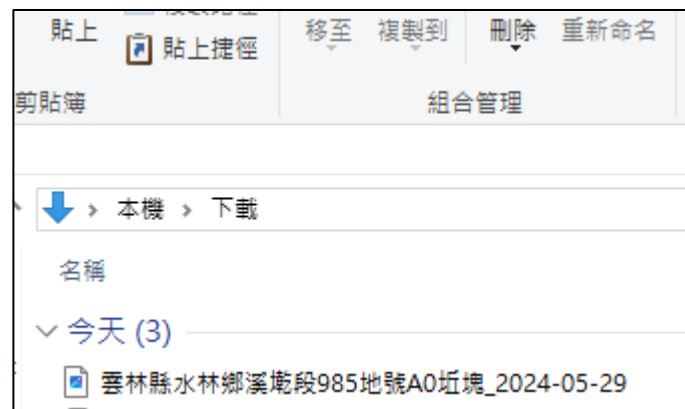 貼上
貼上捷徑
移至 複製到 刪除 重新命名
剪貼簿
組合管理
本機 › 下載
名稱
今天 (3)
雲林縣水林鄉溪墘段985地號A0坵塊_2024-05-29